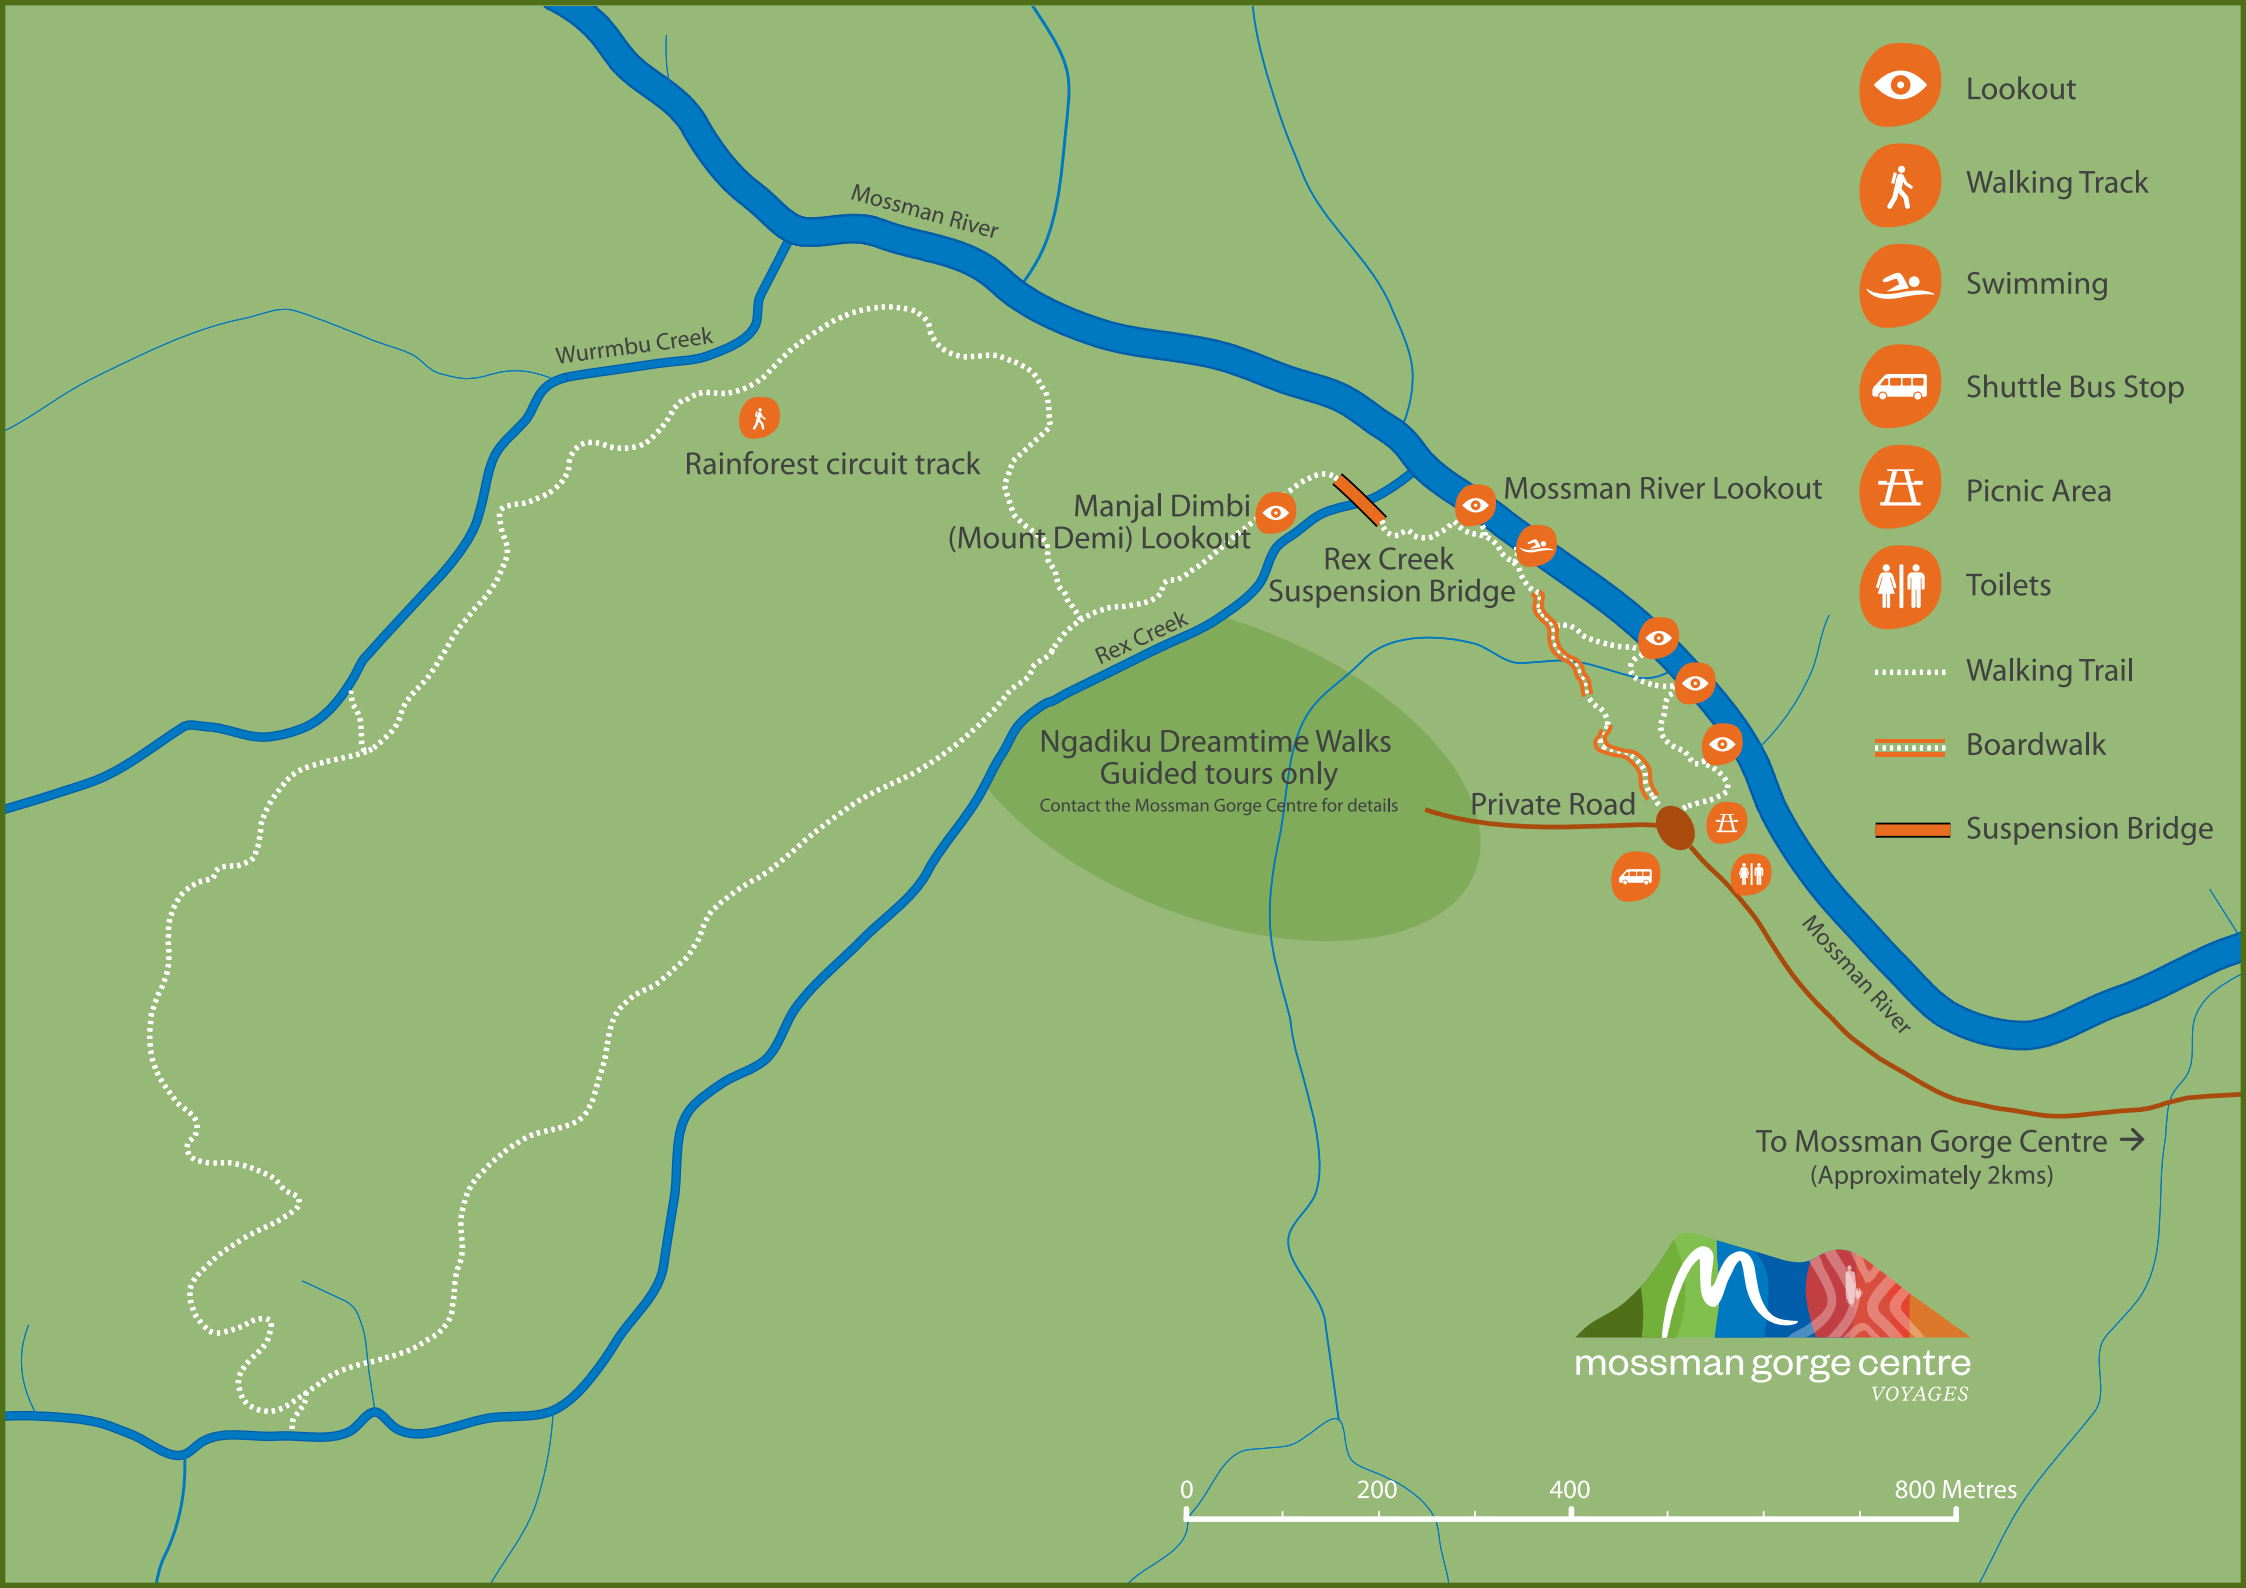 Mossman River
Wurrmbu Creek
Rainforest circuit track
Manjal Dimbi
(Mount Demi) Lookout
Mossman River Lookout
Rex Creek
Suspension Bridge
Rex Creek
Ngadiku Dreamtime Walks
Guided tours only
Contact the Mossman Gorge Centre for details
Private Road
Mossman River
To Mossman Gorge Centre →
(Approximately 2kms)
Lookout
Walking Track
Swimming
Shuttle Bus Stop
Picnic Area
Toilets
Walking Trail
Boardwalk
Suspension Bridge
mossman gorge centre
VOYAGES
0 200 400 800 Metres